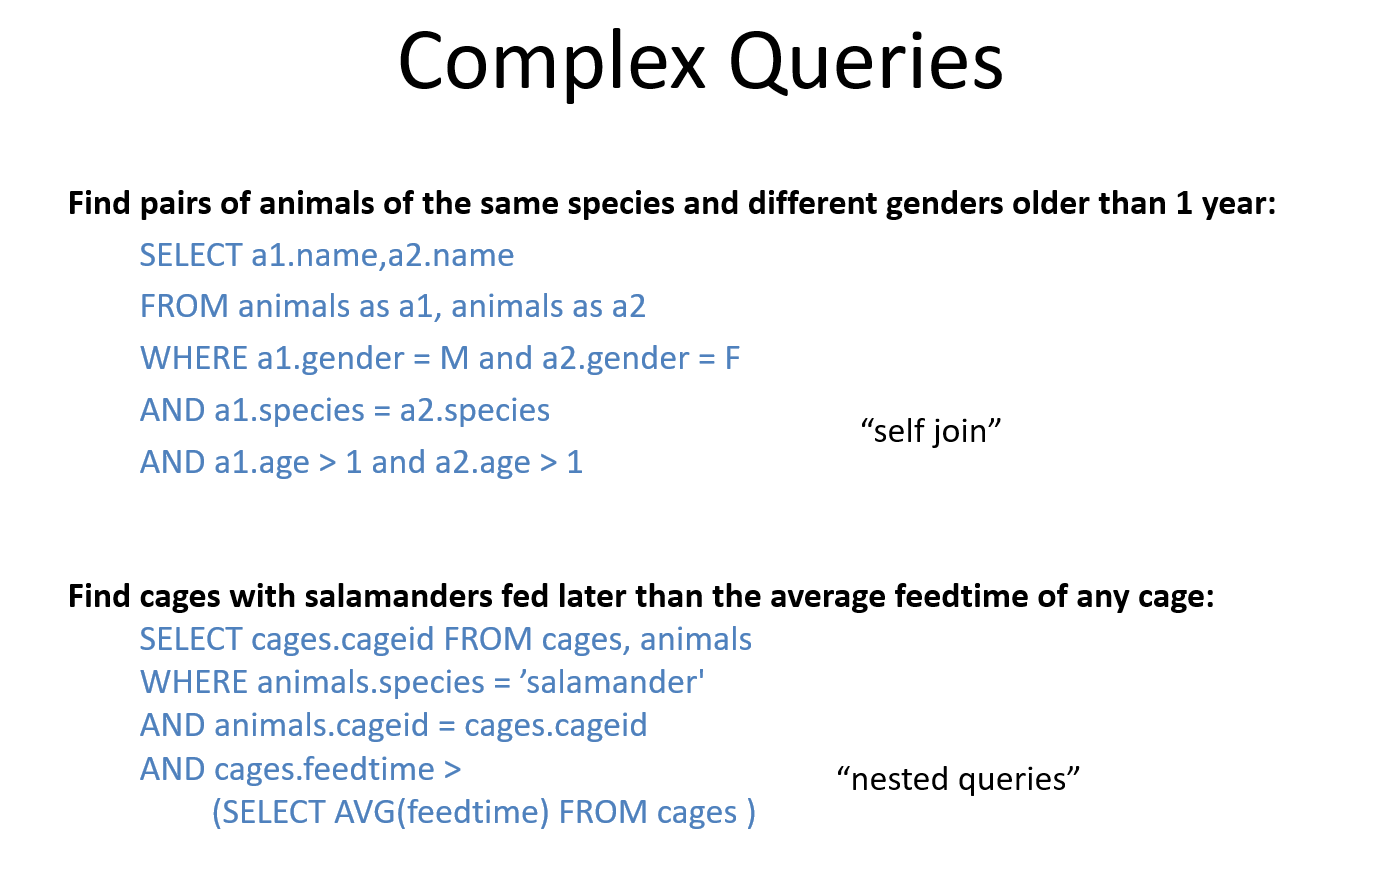 Complex Queries
Find pairs of animals of the same species and different genders older than 1 year:
SELECT a1.name,a2.name
FROM animals as a1, animals as a2
WHERE a1.gender = M and a2.gender = F
AND a1.species = a2.species
“self join”
AND a1.age > 1 and a2.age > 1
Find cages with salamanders fed later than the average feedtime of any cage:
SELECT cages.cageid FROM cages, animals
WHERE animals.species = ’salamander'
AND animals.cageid = cages.cageid
AND cages.feedtime >
“nested queries”
(SELECT AVG(feedtime) FROM cages )